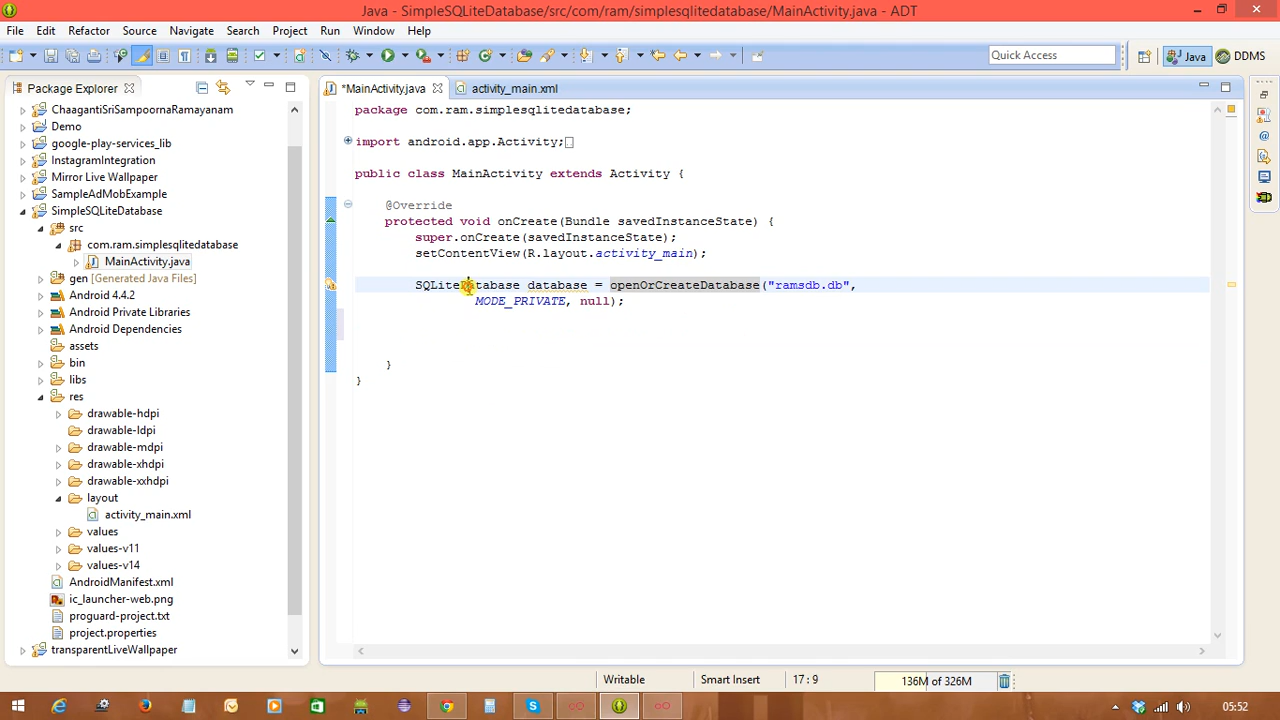 Java - SimpleSQLiteDatabase/src/com/ram/simplesqlitedatabase/MainActivity.java - ADT
File Edit Refactor Source Navigate Search Project Run Window Help
Quick Access
Java
DDMS
Package Explorer
*MainActivity.java
activity_main.xml
ChaagantiSriSampoornaRamayanam
Demo
google-play-services_lib
InstagramIntegration
Mirror Live Wallpaper
SampleAdMobExample
SimpleSQLiteDatabase
src
com.ram.simplesqlitedatabase
MainActivity.java
gen [Generated Java Files]
Android 4.4.2
Android Private Libraries
Android Dependencies
assets
bin
libs
res
drawable-hdpi
drawable-ldpi
drawable-mdpi
drawable-xhdpi
drawable-xxhdpi
layout
activity_main.xml
values
values-v11
values-v14
AndroidManifest.xml
ic_launcher-web.png
proguard-project.txt
project.properties
transparentLiveWallpaper
package com.ram.simplesqlitedatabase;
import android.app.Activity;
public class MainActivity extends Activity {
@Override
protected void onCreate(Bundle savedInstanceState) {
super.onCreate(savedInstanceState);
setContentView(R.layout.activity_main);
SQLiteDatabase database = openOrCreateDatabase("ramsdb.db",
MODE_PRIVATE, null);
}
}
Writable
Smart Insert
17 : 9
136M of 326M
05:52